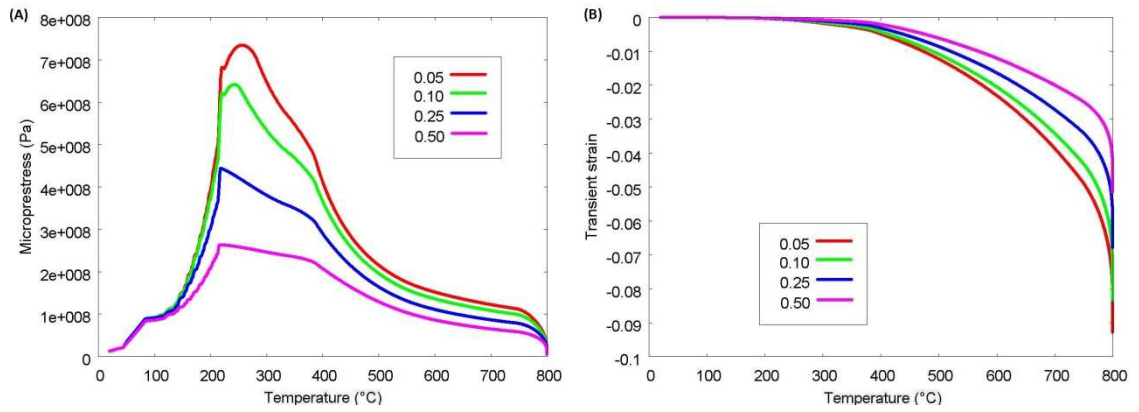 (A)
8e+008
7e+008
6e+008
5e+008
4e+008
3e+008
2e+008
1e+008
0
Microprestress (Pa)
0.05
0.10
0.25
0.50
0 100 200 300 400 500 600 700 800
Temperature (°C)
(B)
0
-0.01
-0.02
-0.03
-0.04
-0.05
-0.06
-0.07
-0.08
-0.09
-0.1
Transient strain
0.05
0.10
0.25
0.50
0 100 200 300 400 500 600 700 800
Temperature (°C)